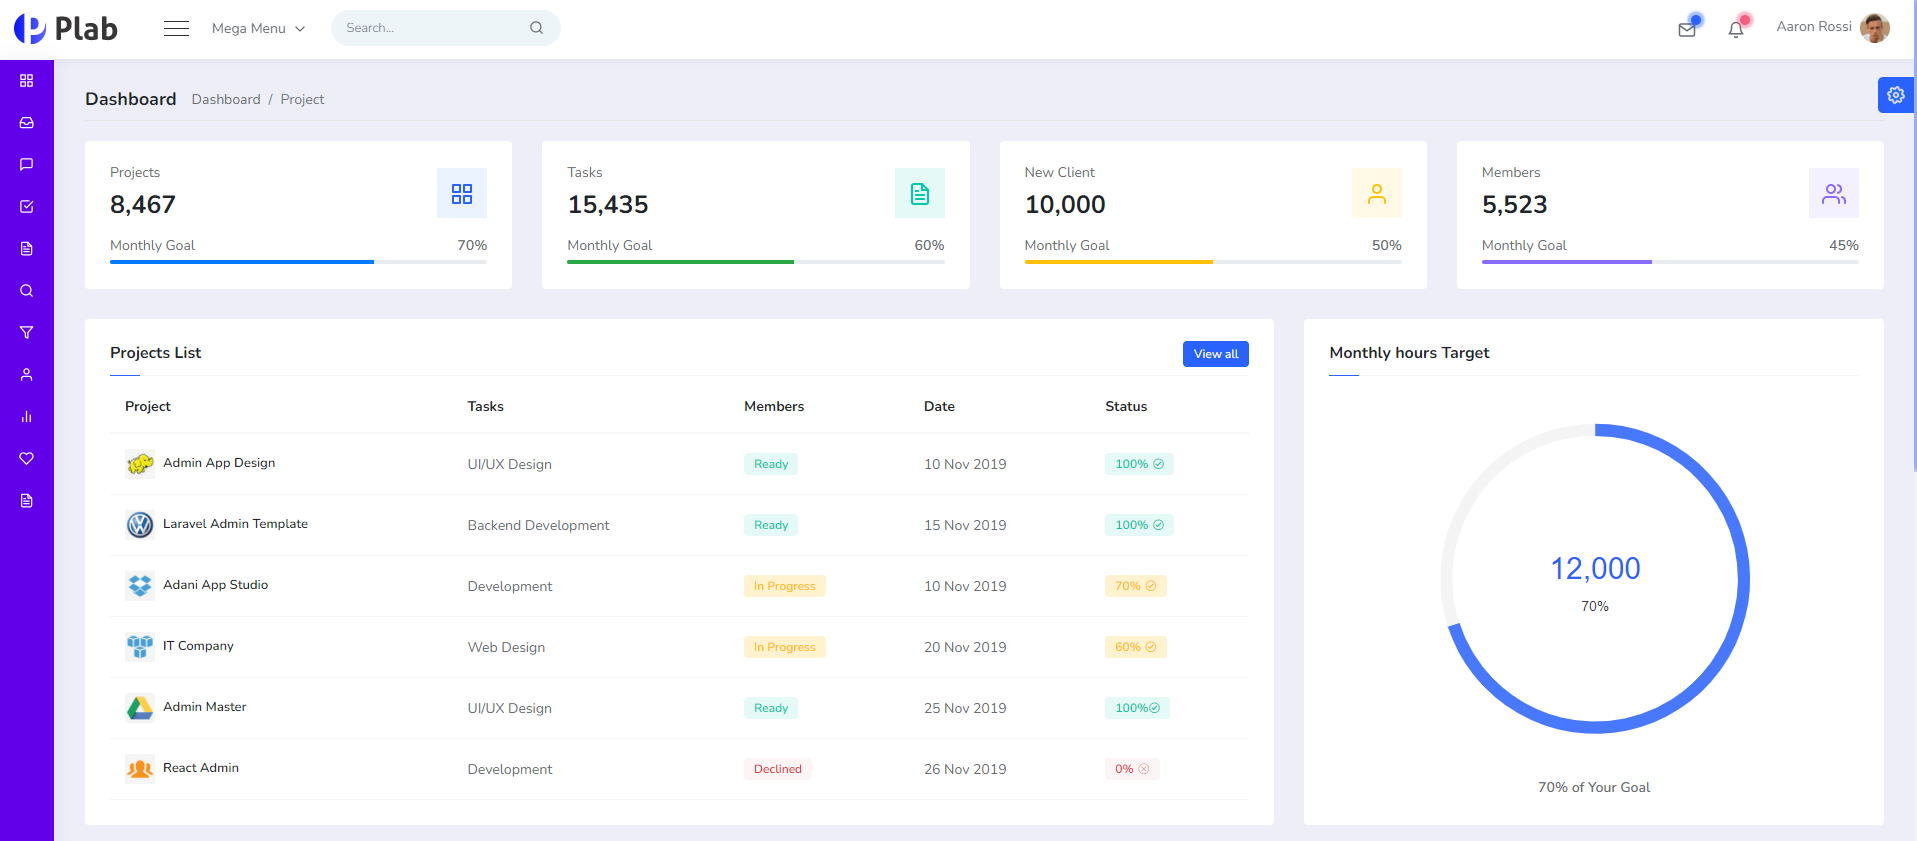 Plab
Mega Menu
Search...
Aaron Rossi
Dashboard
Dashboard / Project
Projects
8,467
Monthly Goal 70%
Tasks
15,435
Monthly Goal 60%
New Client
10,000
Monthly Goal 50%
Members
5,523
Monthly Goal 45%
Projects List
View all
Project Tasks Members Date Status
Admin App Design UI/UX Design Ready 10 Nov 2019 100%
Laravel Admin Template Backend Development Ready 15 Nov 2019 100%
Adani App Studio Development In Progress 10 Nov 2019 70%
IT Company Web Design In Progress 20 Nov 2019 60%
Admin Master UI/UX Design Ready 25 Nov 2019 100%
React Admin Development Declined 26 Nov 2019 0%
Monthly hours Target
12,000
70%
70% of Your Goal